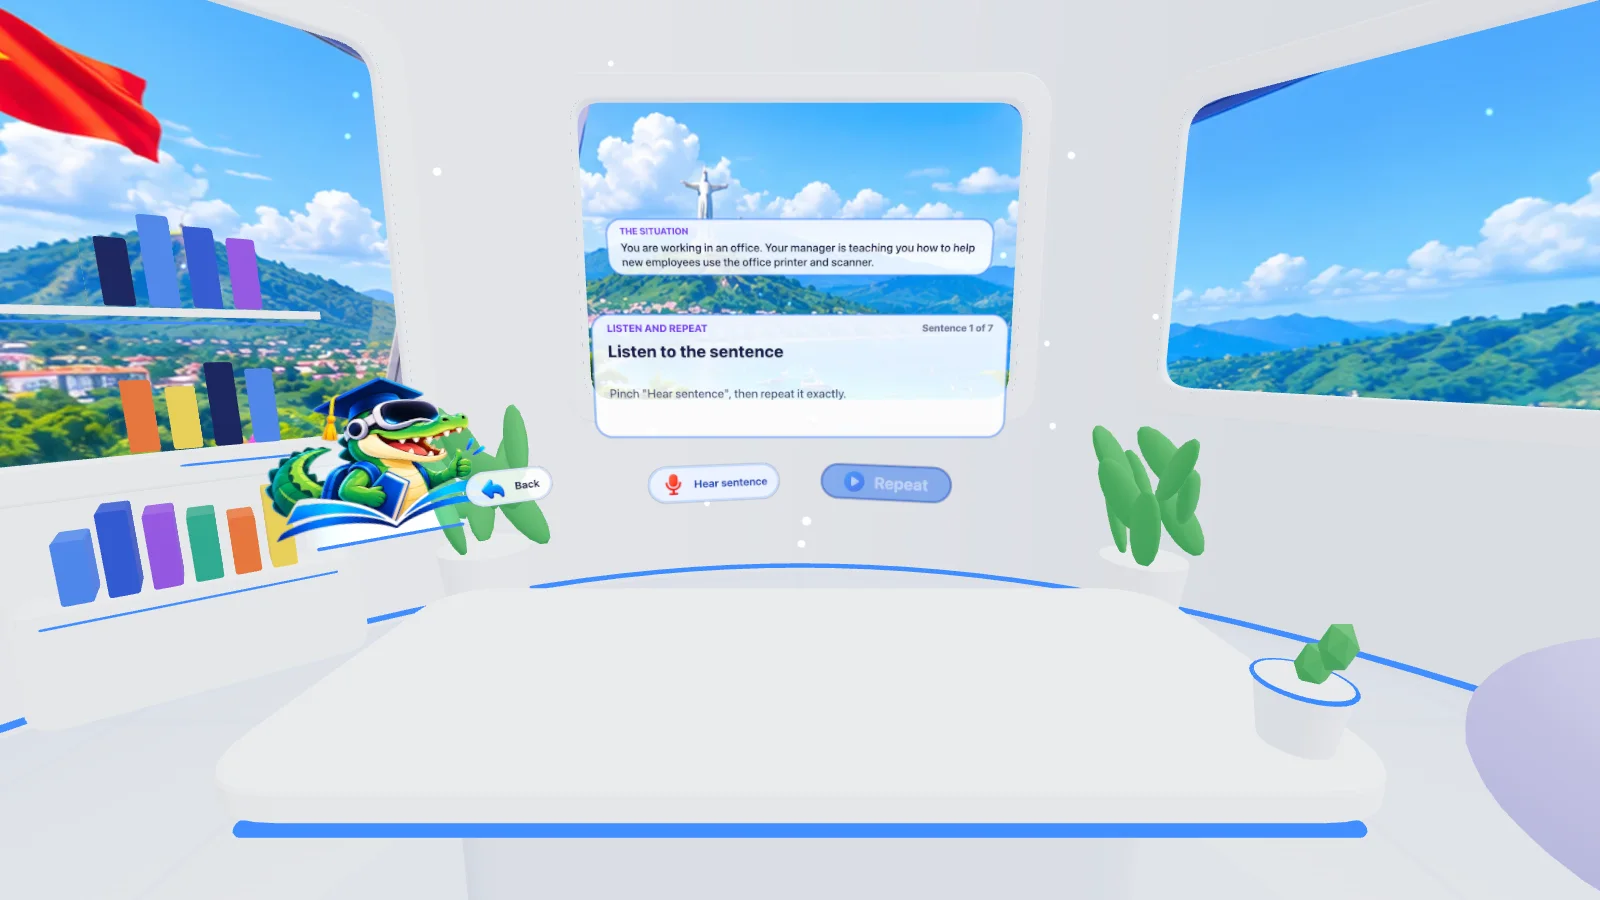 THE SITUATION
You are working in an office. Your manager is teaching you how to help
new employees use the office printer and scanner.
LISTEN AND REPEAT
Sentence 1 of 7
Listen to the sentence
Pinch "Hear sentence", then repeat it exactly.
Back
Hear sentence
Repeat